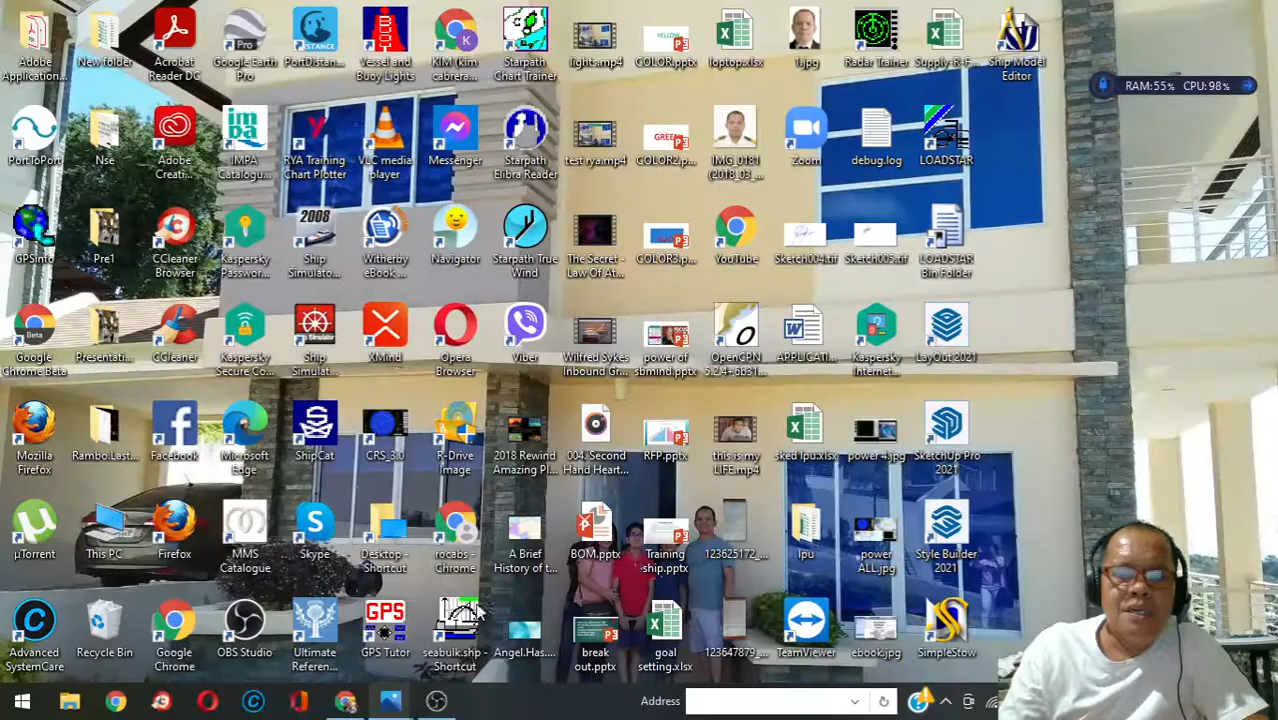 Adobe Application...
New folder
Acrobat Reader DC
Google Earth Pro
PortDistan...
Vessel and Buoy Lights
KIM (kim cabrera...
Starpath Chart Trainer
lights.mp4
COLOR.pptx
loptop.xlsx
1.jpg
Radar Trainer
Supply-R-F...
Ship Model Editor
RAM:55% CPU:98%
PortToPort
Nse
Adobe Creati...
IMPA Catalogu...
RYA Training Chart Plotter
VLC media player
Messenger
Starpath Elibra Reader
test rya.mp4
COLOR2.p...
IMG_0181 (2018_03_...
Zoom
debug.log
LOADSTAR
GPSInfo
Pre1
CCleaner Browser
Kaspersky Passwor...
2008
Ship Simulato...
Witherby eBook ...
Navigator
Starpath True Wind
The Secret - Law Of At...
COLOR3.p...
YouTube
Sketch004.tif
Sketch005.tif
LOADSTAR Bin Folder
Google Chrome Beta
Presentati...
CCleaner
Kaspersky Secure Co...
Ship Simulat...
XMind
Opera Browser
Viber
Wilfred Sykes Inbound Gr...
power of sbmind.pptx
OpenCPN 5.2.4+6b31...
APPLICATI...
Kaspersky Internet...
LayOut 2021
Mozilla Firefox
Rambo.Last...
Facebook
Microsoft Edge
ShipCat
CRS_3.0
R-Drive Image
2018 Rewind Amazing Pl...
004. Second Hand Heart...
RFP.pptx
this is my LIFE.mp4
sked lpu.xlsx
power 4.jpg
SketchUp Pro 2021
µTorrent
This PC
Firefox
MMS Catalogue
Skype
Desktop - Shortcut
rocabs - Chrome
A Brief History of t...
BOM.pptx
Training -ship.pptx
123625172_...
lpu
power ALL.jpg
Style Builder 2021
Advanced SystemCare
Recycle Bin
Google Chrome
OBS Studio
Ultimate Referen...
GPS
GPS Tutor
seabulk.shp - Shortcut
Angel.Has....
break out.pptx
goal setting.xlsx
123647879_...
TeamViewer
ebook.jpg
SimpleStow
Address